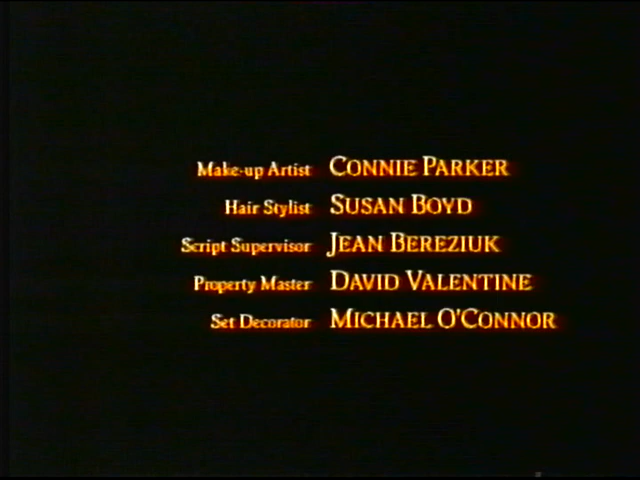 Make-up Artist CONNIE PARKER
Hair Stylist SUSAN BOYD
Script Supervisor JEAN BEREZIUK
Property Master DAVID VALENTINE
Set Decorator MICHAEL O'CONNOR